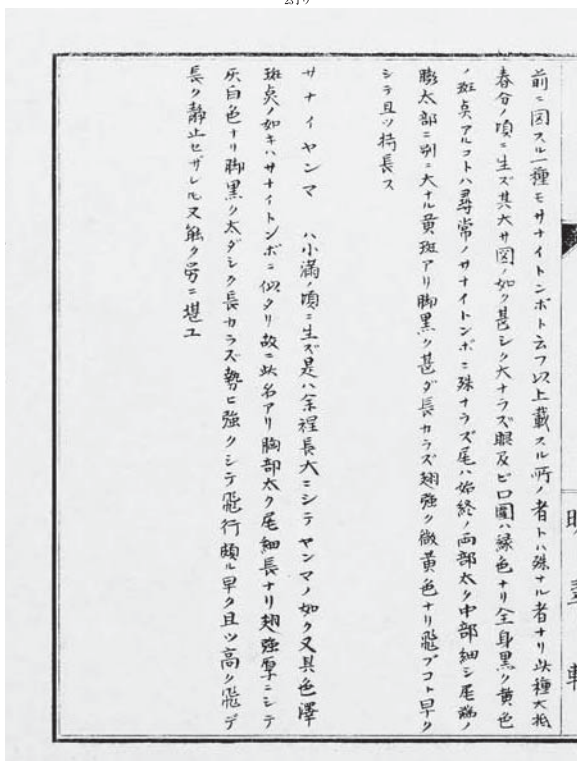 前ニ図スル一種モサナイトンボト云フ以上載スル所ノ者トハ殊ナル者ナリ此種大抵
春分ノ頃ニ生ズ其大サ図ノ如ク甚シク大ナラズ眼及ビ口圍ハ緑色ナリ全身黒ク黄色
ノ斑点アルコトハ尋常ノサナイトンボニ殊ナラズ尾ハ始終ノ両部太ク中部細シ尾端ノ
膨太部ニ別ニ大ナル黄斑アリ脚黒ク甚ダ長カラズ翅強ク微黄色ナリ飛ブコト早ク
シテ且ツ持長ス
サナイヤンマ　ハ小満ノ頃ニ生ズ是ハ余程長大ニシテヤンマノ如ク又其色澤
斑点ノ如キハサナイトンボニ似タリ故ニ此名アリ胸部太ク尾細長ナリ翅強厚ニシテ
灰白色ナリ脚黒ク太ダシク長カラズ勢ヒ強クシテ飛行頗ル早ク且ツ高ク飛デ
長ク静止セザレ𪜈又能ク労ニ堪ユ